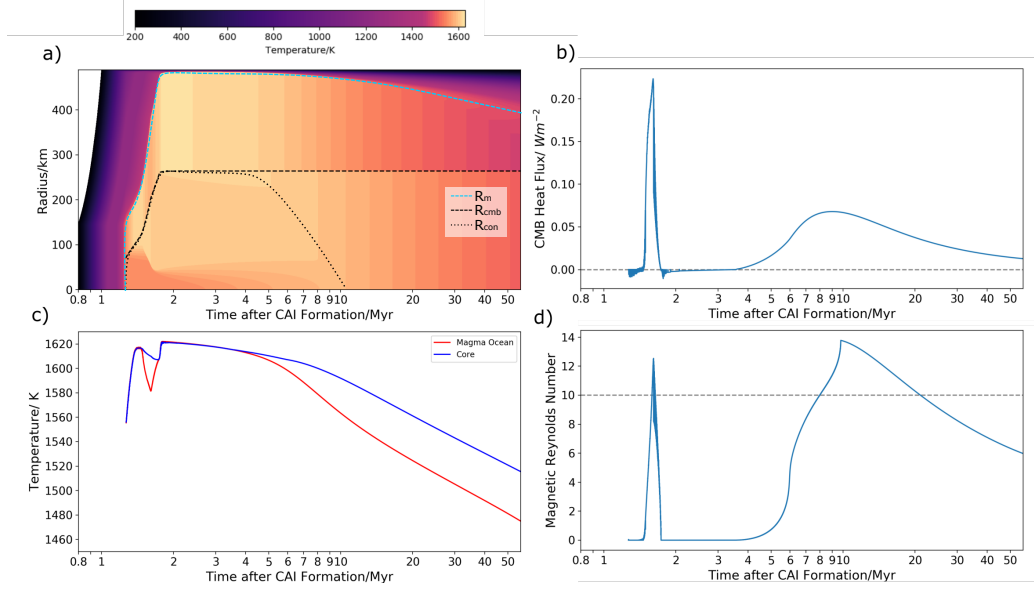 200 400 600 800 1000 1200 1400 1600
Temperature/K
a)
Radius/km
400
300
200
100
0
R_m
R_cmb
R_con
0.8 1 2 3 4 5 6 7 8 9 10 20 30 40 50
Time after CAI Formation/Myr
b)
CMB Heat Flux/ Wm⁻²
0.20
0.15
0.10
0.05
0.00
0.8 1 2 3 4 5 6 7 8 9 10 20 30 40 50
Time after CAI Formation/Myr
c)
Temperature/ K
1620
1600
1580
1560
1540
1520
1500
1480
1460
Magma Ocean
Core
0.8 1 2 3 4 5 6 7 8 9 10 20 30 40 50
Time after CAI Formation/Myr
d)
Magnetic Reynolds Number
14
12
10
8
6
4
2
0
0.8 1 2 3 4 5 6 7 8 9 10 20 30 40 50
Time after CAI Formation/Myr